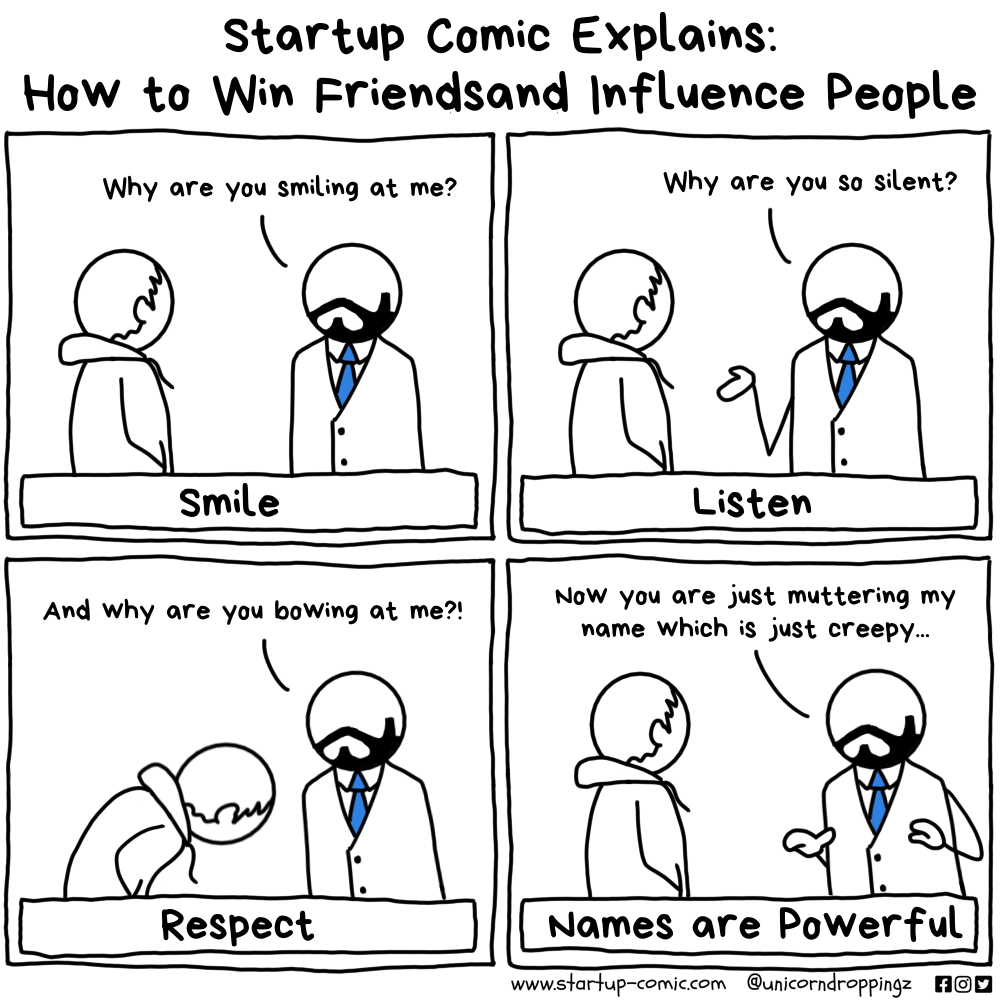 Startup Comic Explains:
How to Win Friendsand Influence People
Why are you smiling at me?
Smile
Why are you so silent?
Listen
And why are you bowing at me?!
Respect
Now you are just muttering my
name which is just creepy...
Names are Powerful
www.startup-comic.com @unicorndroppingz